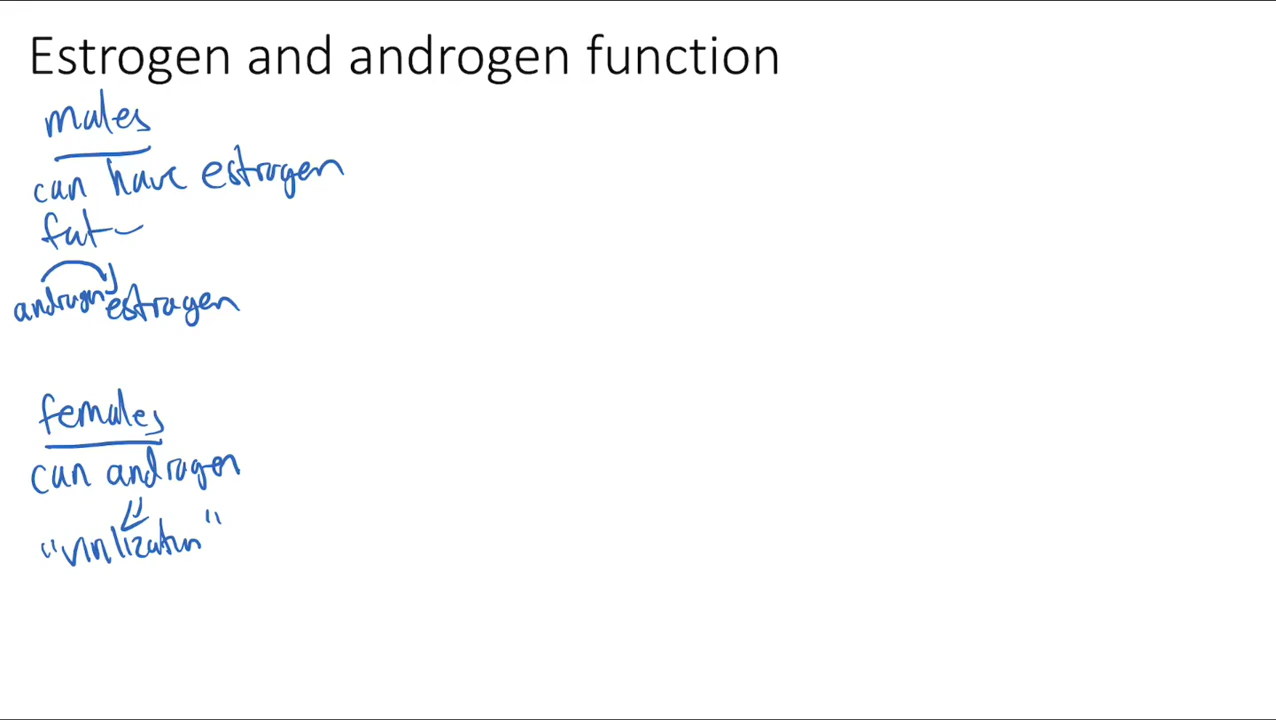 Estrogen and androgen function
males
can have estrogen
fat
androgen estrogen
females
can androgen
"virilization"